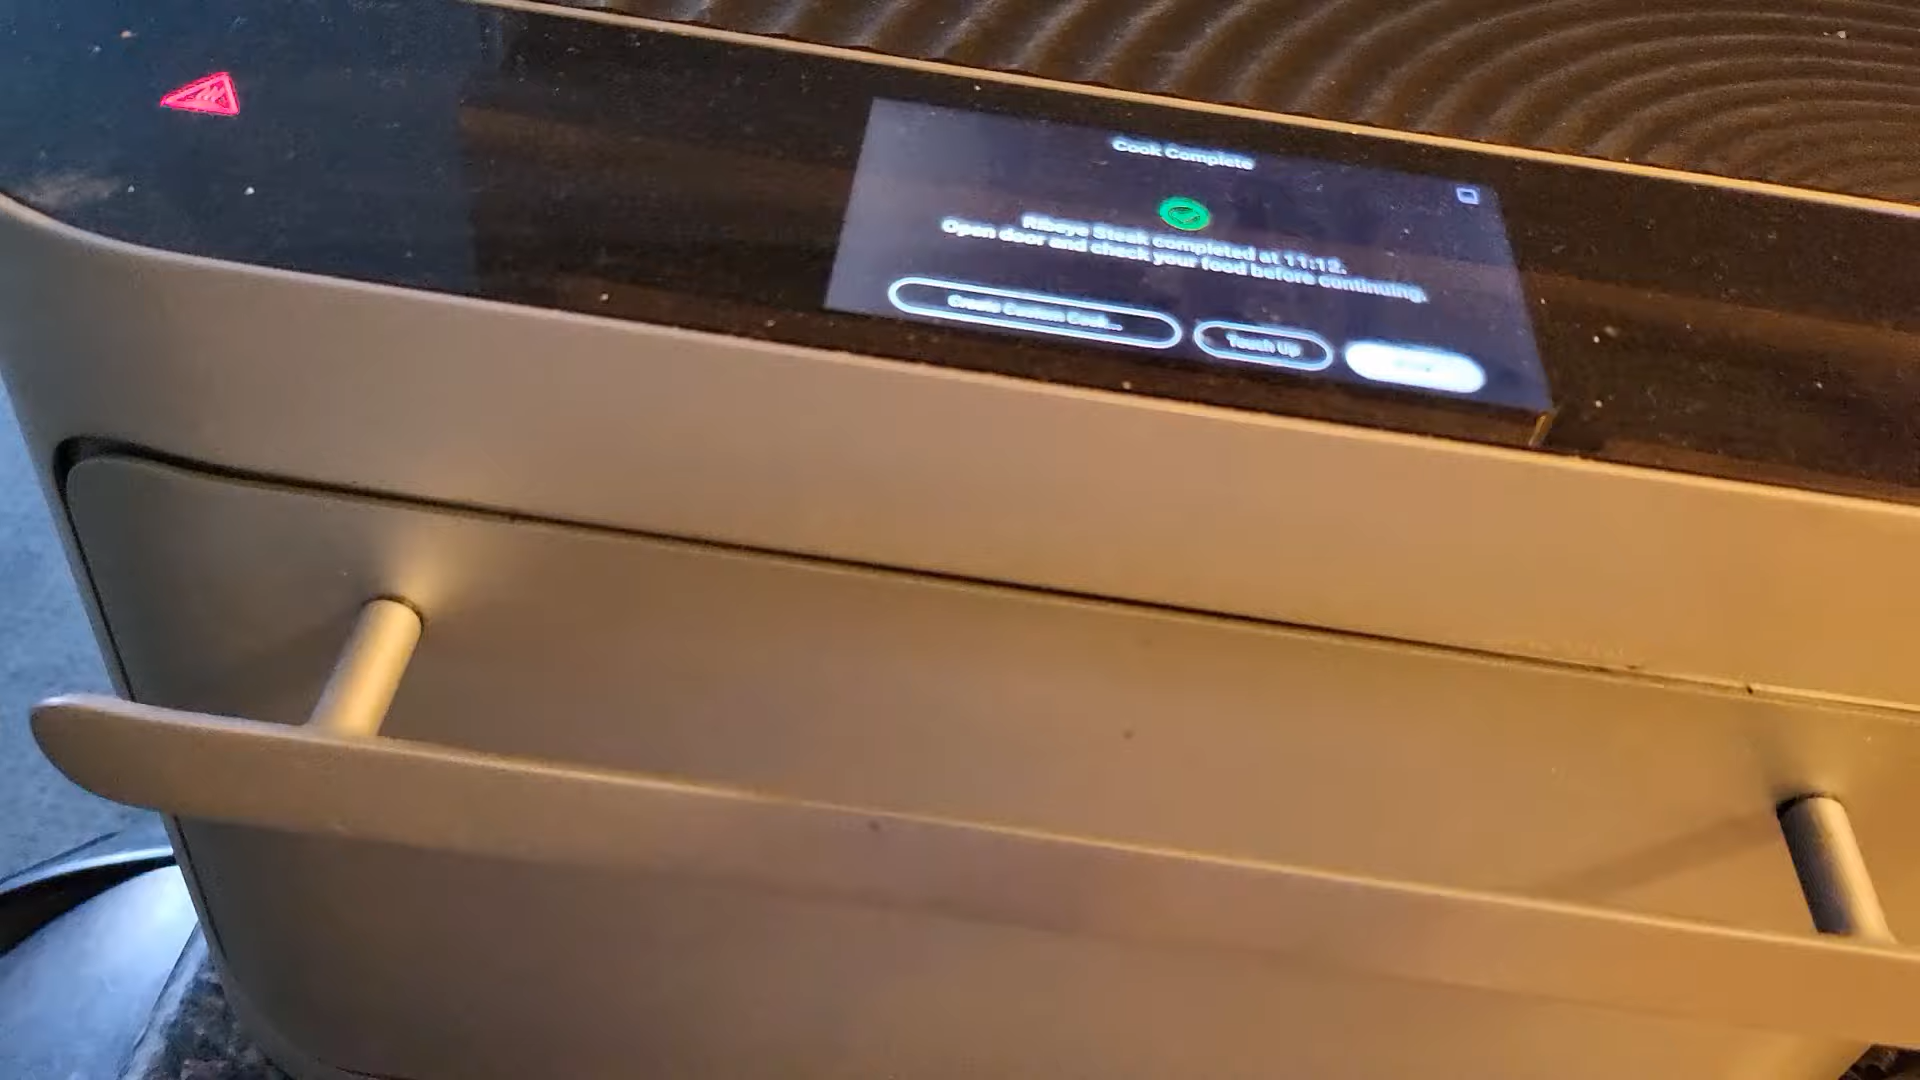 Cook Complete
Ribeye Steak completed at 11:12.
Open door and check your food before continuing.
Create Custom Cook...
Touch Up